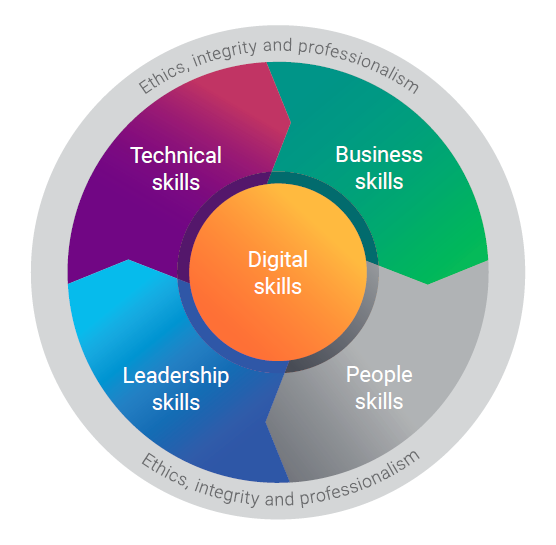 Ethics, integrity and professionalism
Technical
skills
Business
skills
Digital
skills
Leadership
skills
People
skills
Ethics, integrity and professionalism